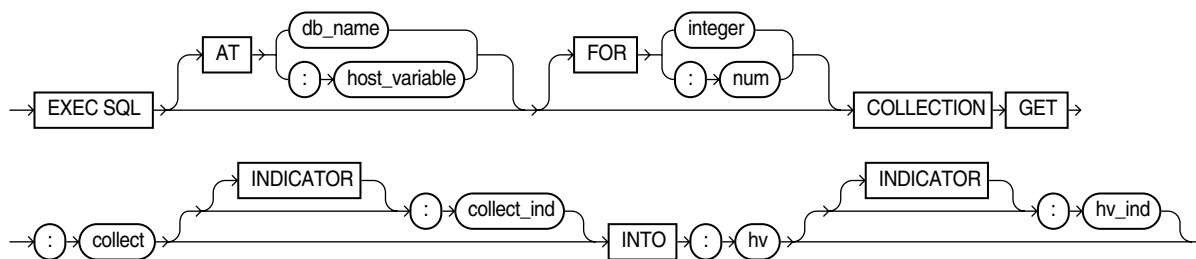 AT db_name FOR integer
: host_variable : num
EXEC SQL COLLECTION GET
INDICATOR INDICATOR
: collect_ind : hv_ind
: collect INTO : hv